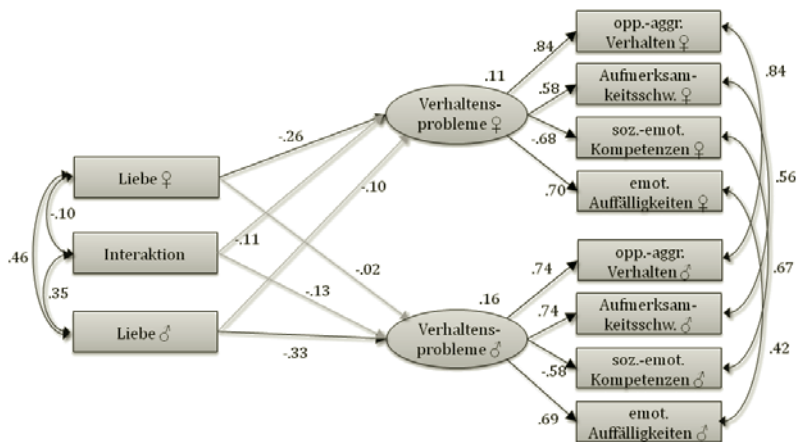 opp.-aggr.
Verhalten ♀
.84
.11
Aufmerksam-
keitsschw. ♀
.58
.84
Verhaltens-
probleme ♀
soz.-emot.
Kompetenzen ♀
-.68
-.26
emot.
Auffälligkeiten ♀
.70
.56
Liebe ♀
-.10
-.10
Interaktion
-.11
.46
.35
-.02
-.13
opp.-aggr.
Verhalten ♂
.74
.16
.67
Aufmerksam-
keitsschw. ♂
.74
Liebe ♂
-.33
Verhaltens-
probleme ♂
soz.-emot.
Kompetenzen ♂
-.58
.42
emot.
Auffälligkeiten ♂
.69